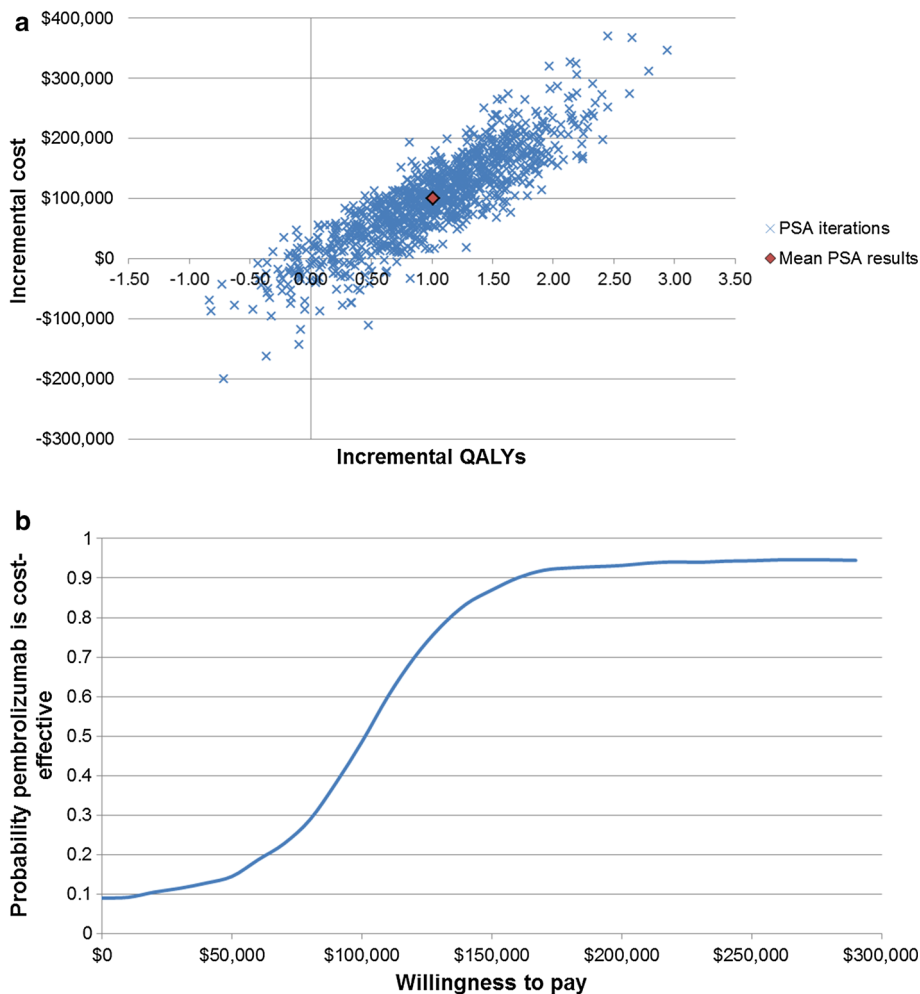 a
$400,000
$300,000
$200,000
$100,000
$0
-$100,000
-$200,000
-$300,000
Incremental cost
-1.50 -1.00 -0.50 0.00 0.50 1.00 1.50 2.00 2.50 3.00 3.50
Incremental QALYs
PSA iterations
Mean PSA results
b
1
0.9
0.8
0.7
0.6
0.5
0.4
0.3
0.2
0.1
0
Probability pembrolizumab is cost-
effective
$0 $50,000 $100,000 $150,000 $200,000 $250,000 $300,000
Willingness to pay